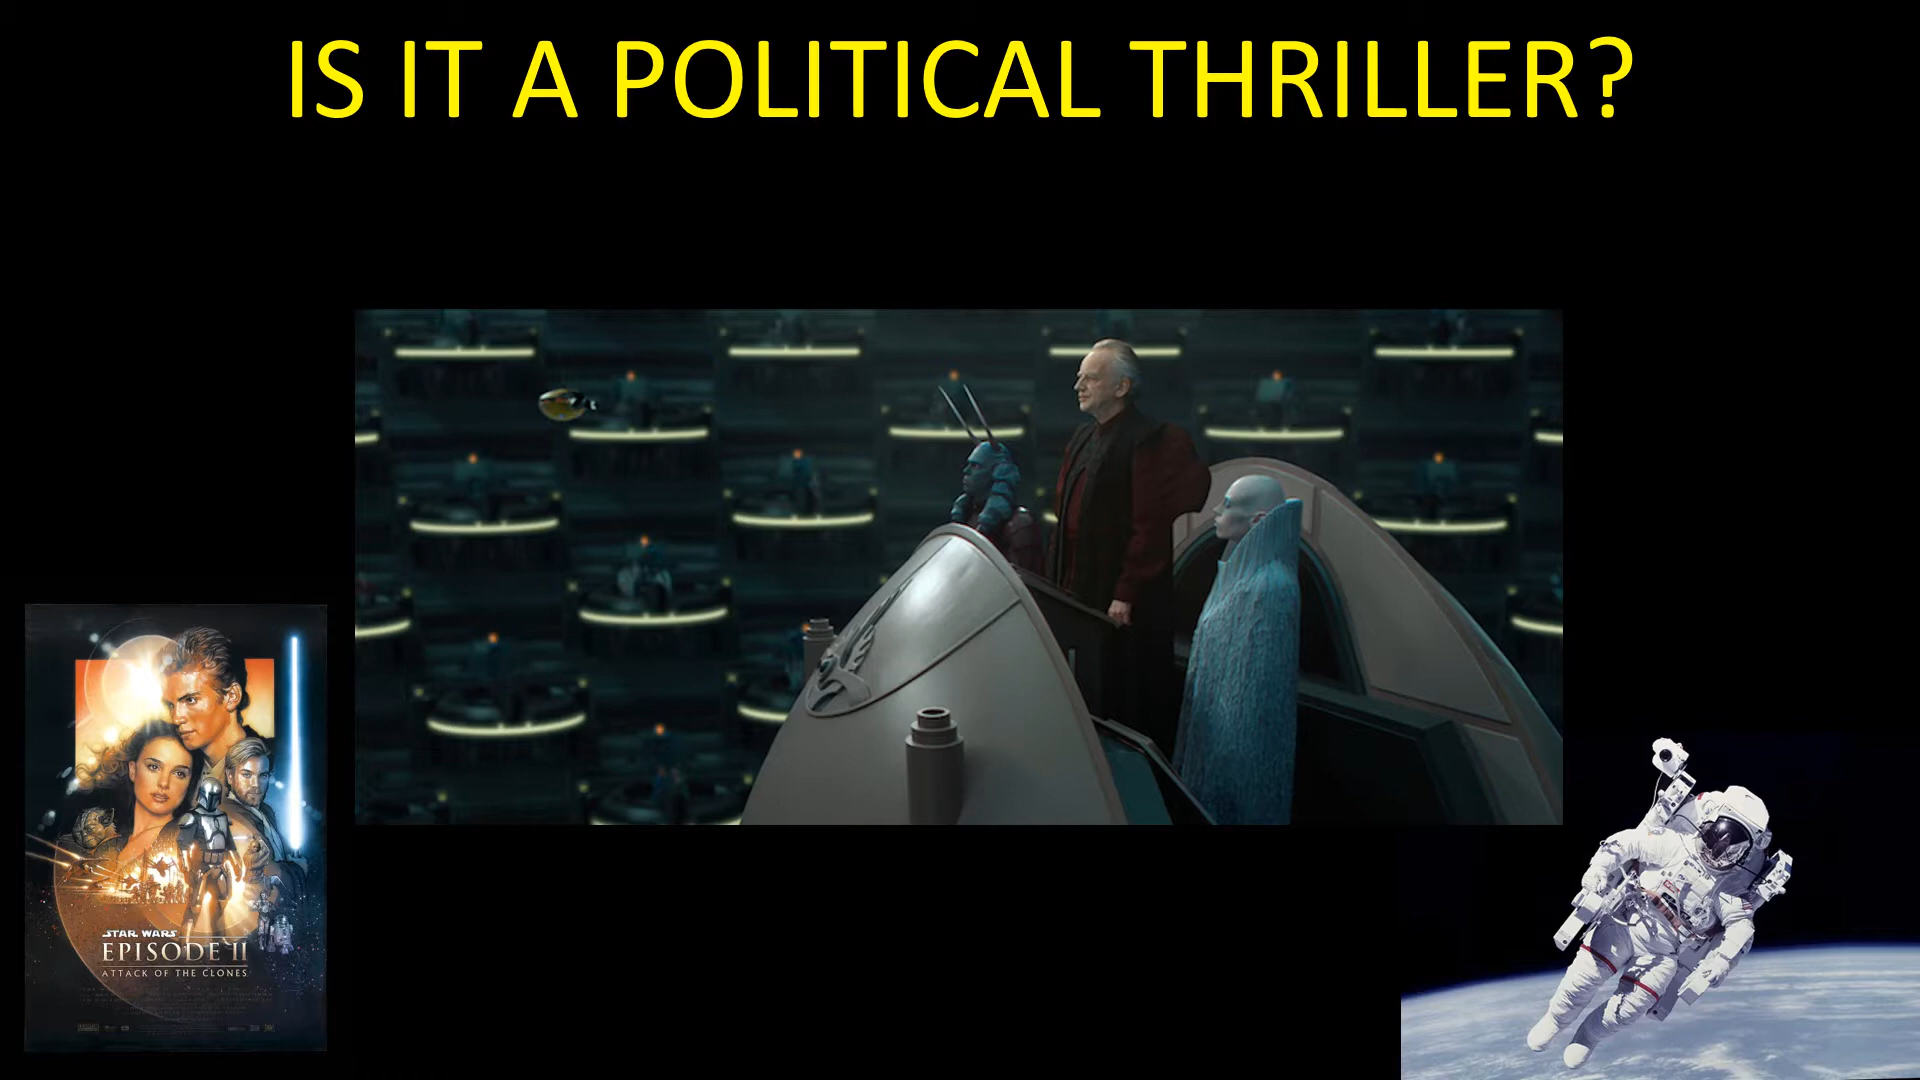 IS IT A POLITICAL THRILLER?
STAR WARS
EPISODE II
ATTACK OF THE CLONES